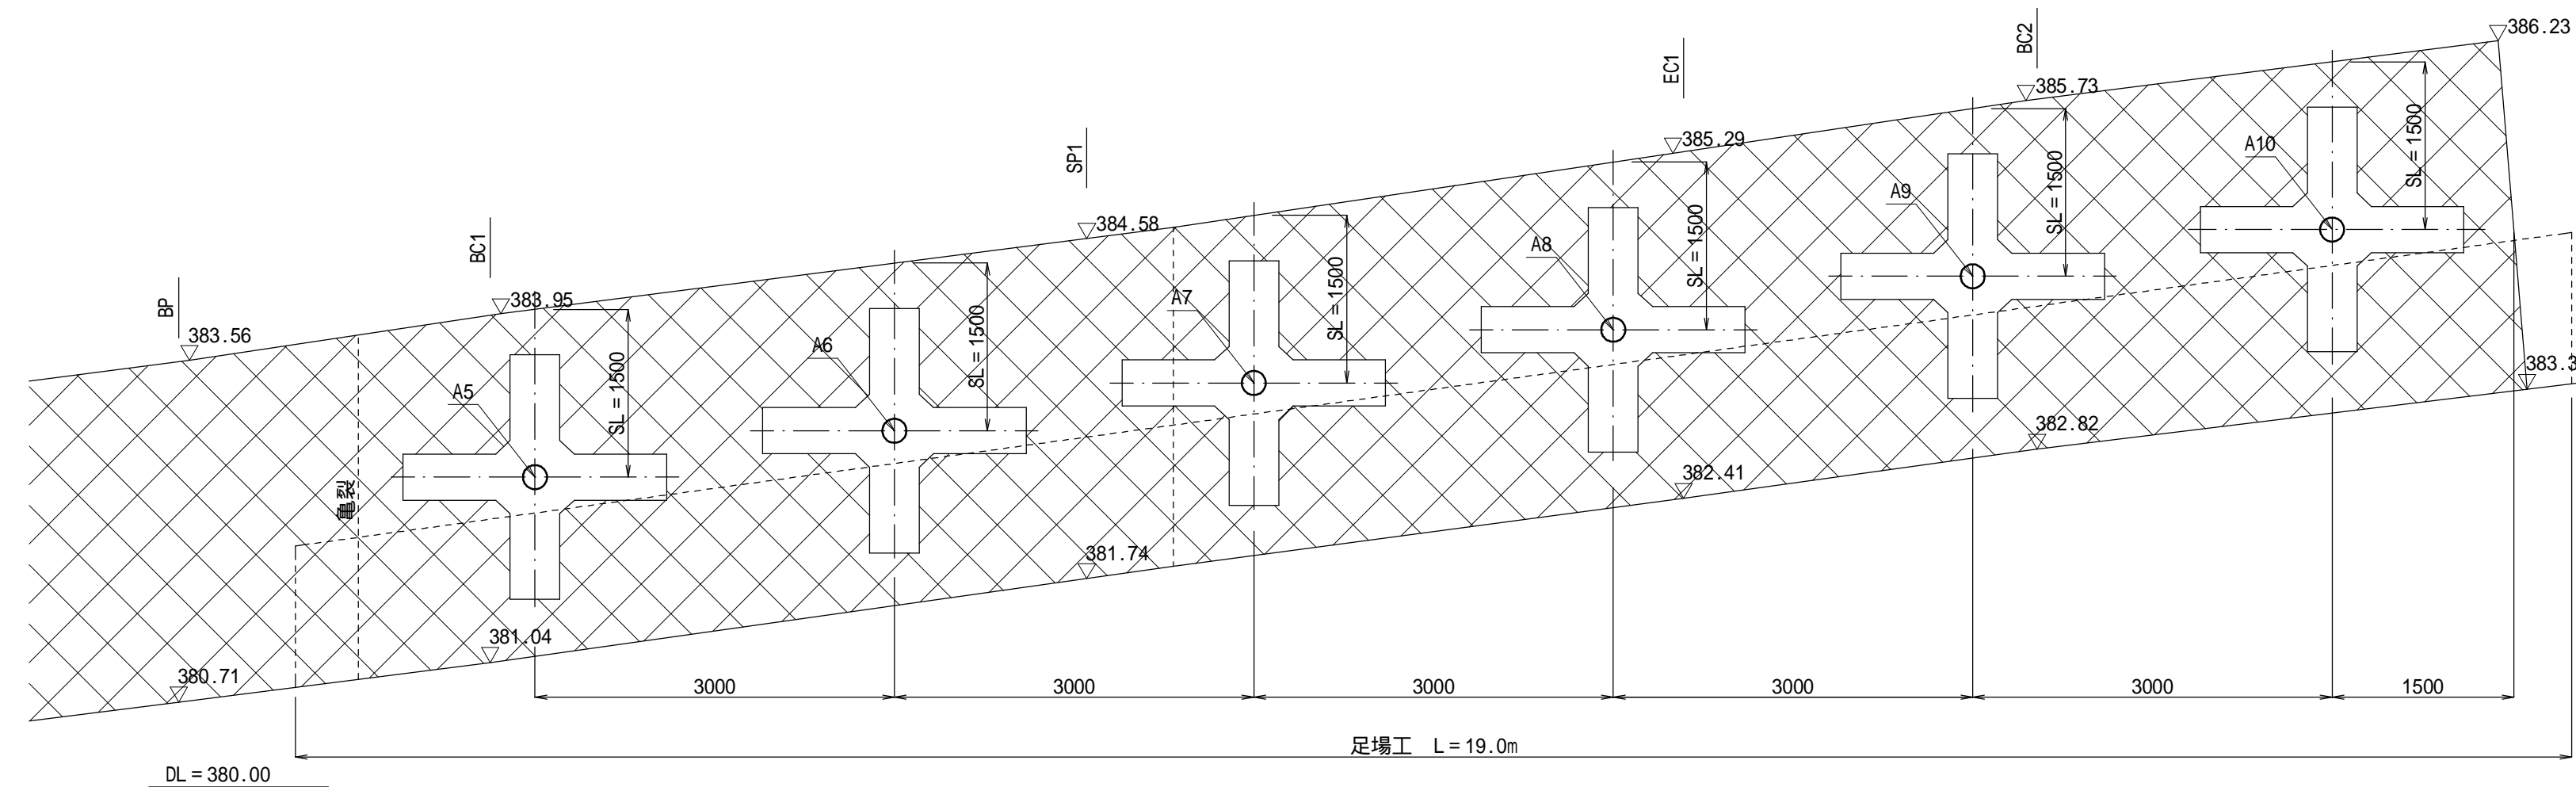 386.23
BC2
385.73
EC1
385.29
SL=1500
A10
SP1
384.58
A9
SL=1500
BC1
A8
SL=1500
BP
383.95
383.56
A7
SL=1500
A6
SL=1500
383.3
A5
SL=1500
382.82
亀裂
382.41
381.74
381.04
380.71
3000
3000
3000
3000
3000
1500
足場工 L=19.0m
DL=380.00